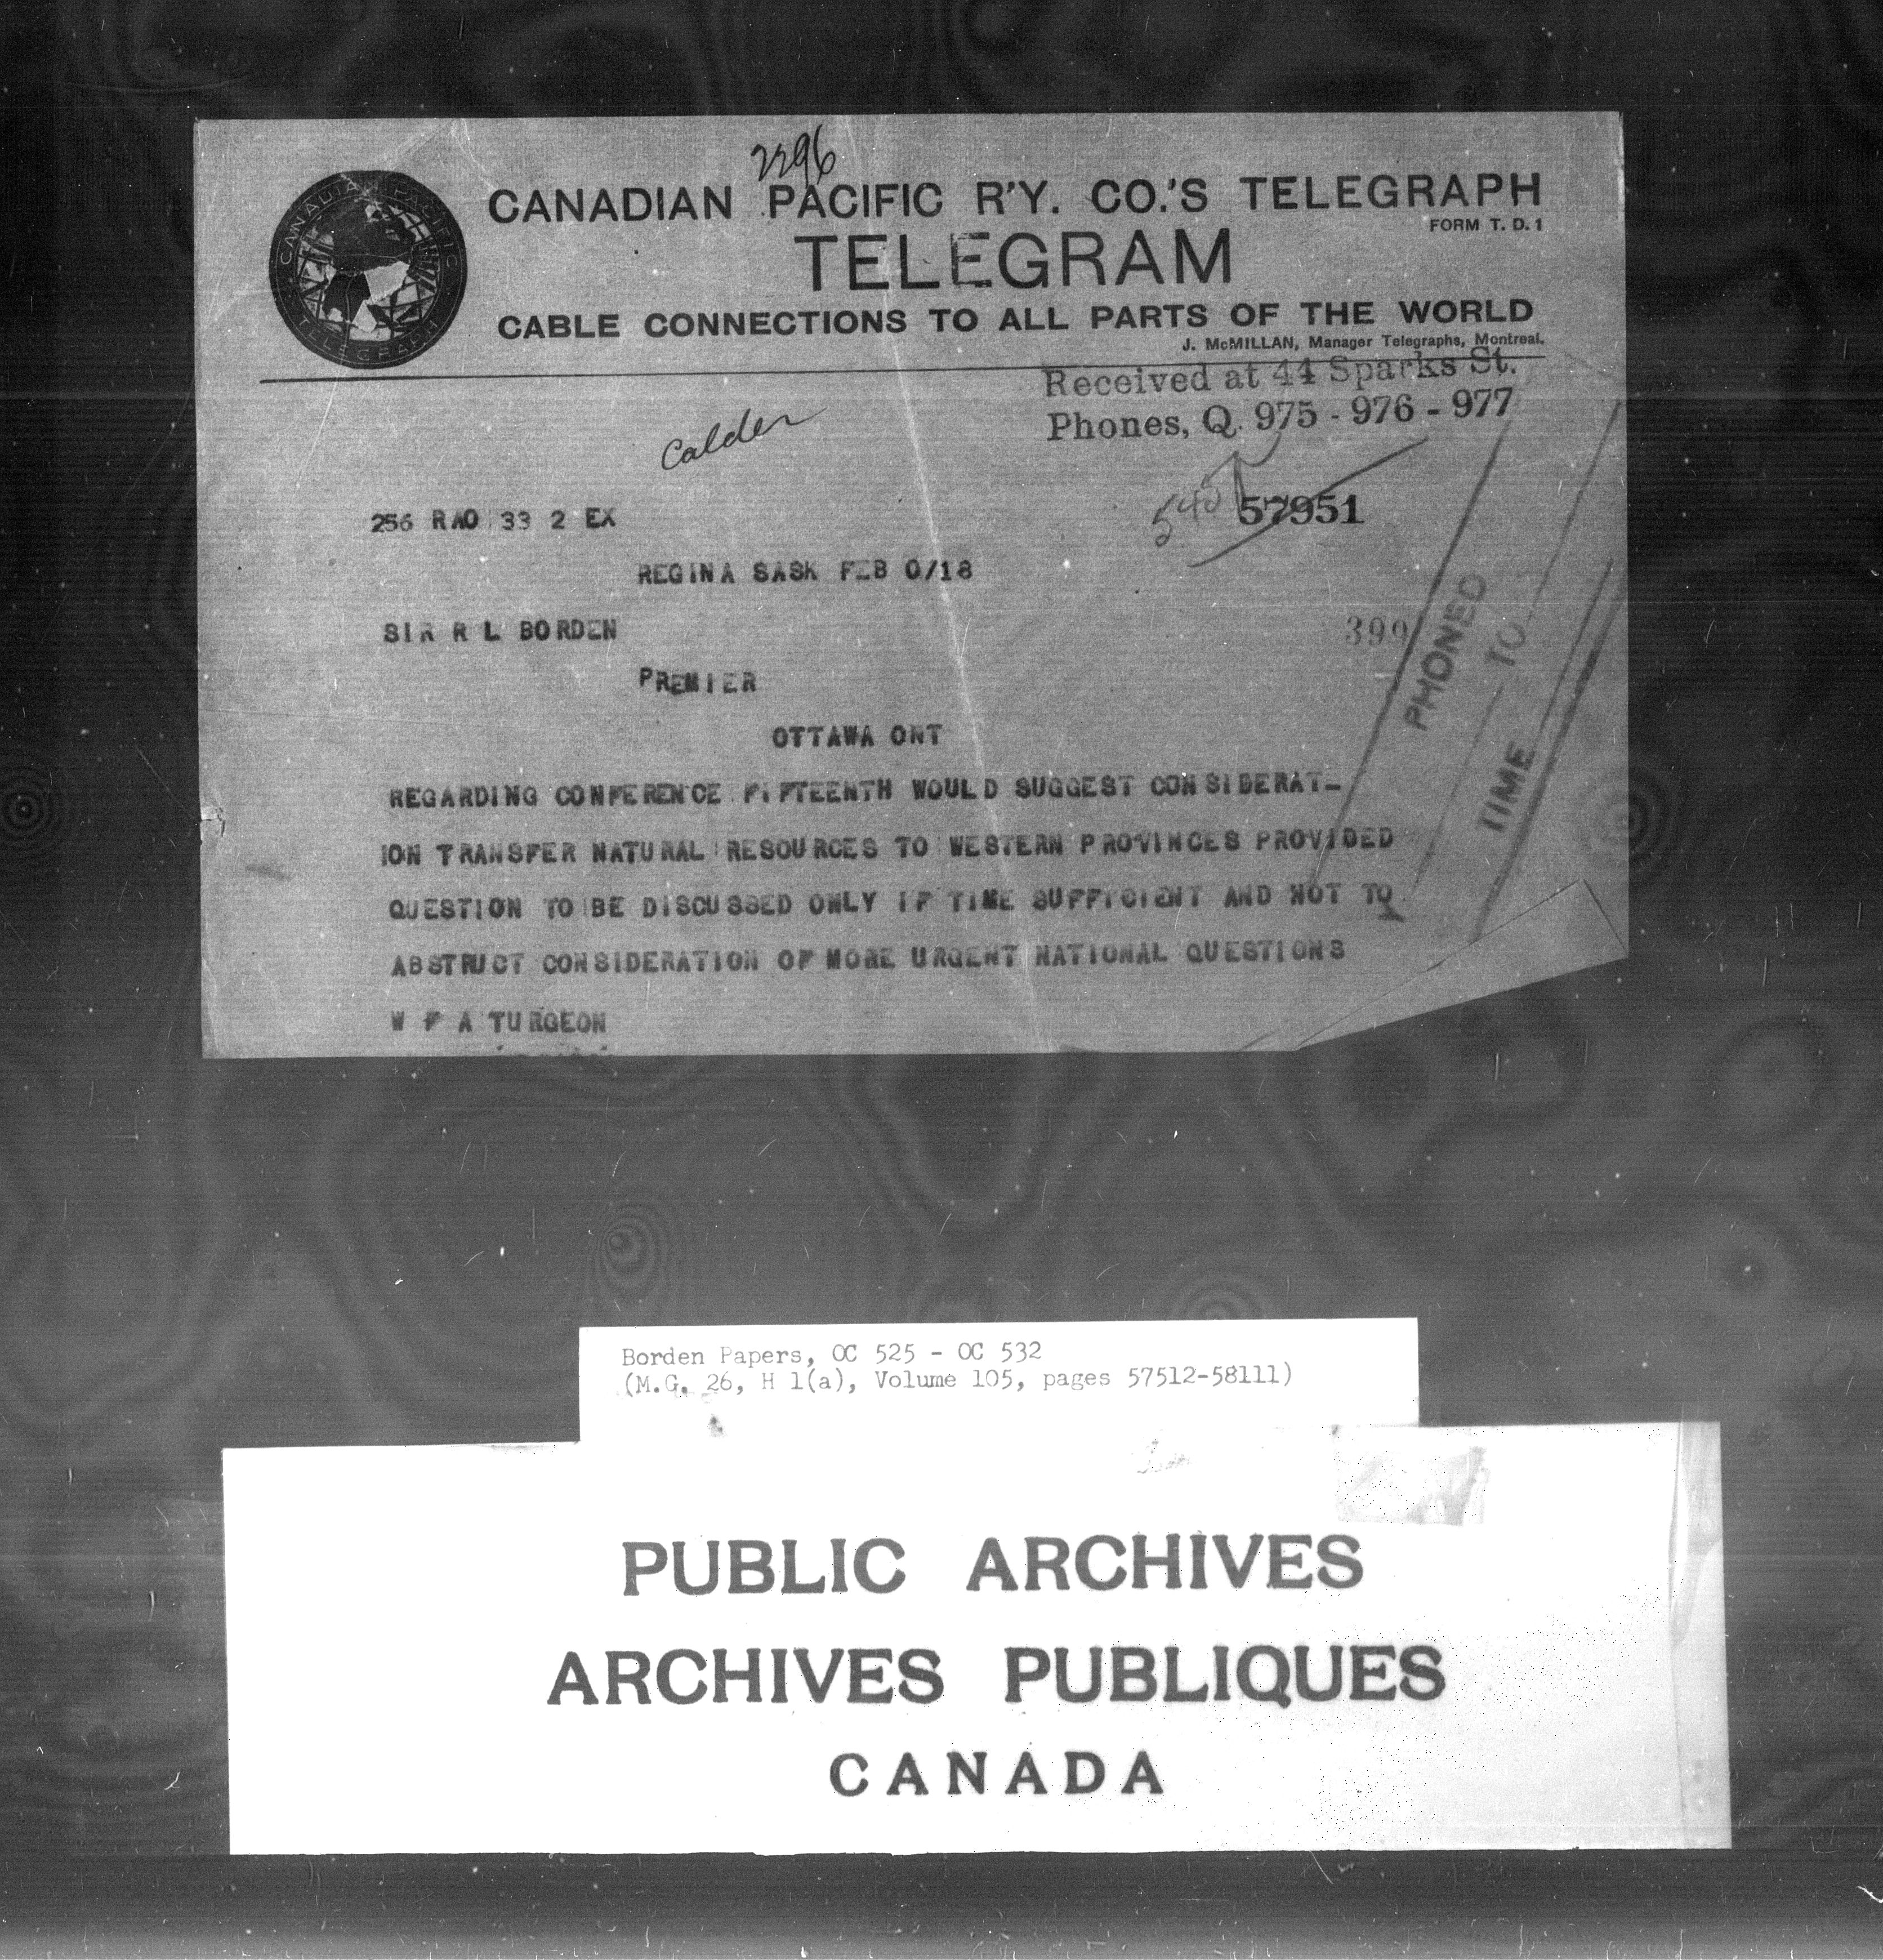 2296
CANADIAN PACIFIC R'Y. CO.'S TELEGRAPH
FORM T. D. 1
TELEGRAM
CABLE CONNECTIONS TO ALL PARTS OF THE WORLD
J. McMILLAN, Manager Telegraphs, Montreal.
CANADIAN PACIFIC
TELEGRAPH
Received at 44 Sparks St.
Phones, Q. 975 - 976 - 977
Calder
57951
256 RAO 33 2 EX
REGINA SASK FEB 0/18
SIR R L BORDEN
399
PREMIER
OTTAWA ONT
PHONED
TO
TIME
REGARDING CONFERENCE FIFTEENTH WOULD SUGGEST CONSIDERAT-
ION TRANSFER NATURAL RESOURCES TO WESTERN PROVINCES PROVIDED
QUESTION TO BE DISCUSSED ONLY IF TIME SUFFICIENT AND NOT TO
ABSTRUCT CONSIDERATION OF MORE URGENT NATIONAL QUESTIONS
W F A TURGEON
Borden Papers, OC 525 - OC 532
(M.G. 26, H 1(a), Volume 105, pages 57512-58111)
PUBLIC ARCHIVES
ARCHIVES PUBLIQUES
CANADA